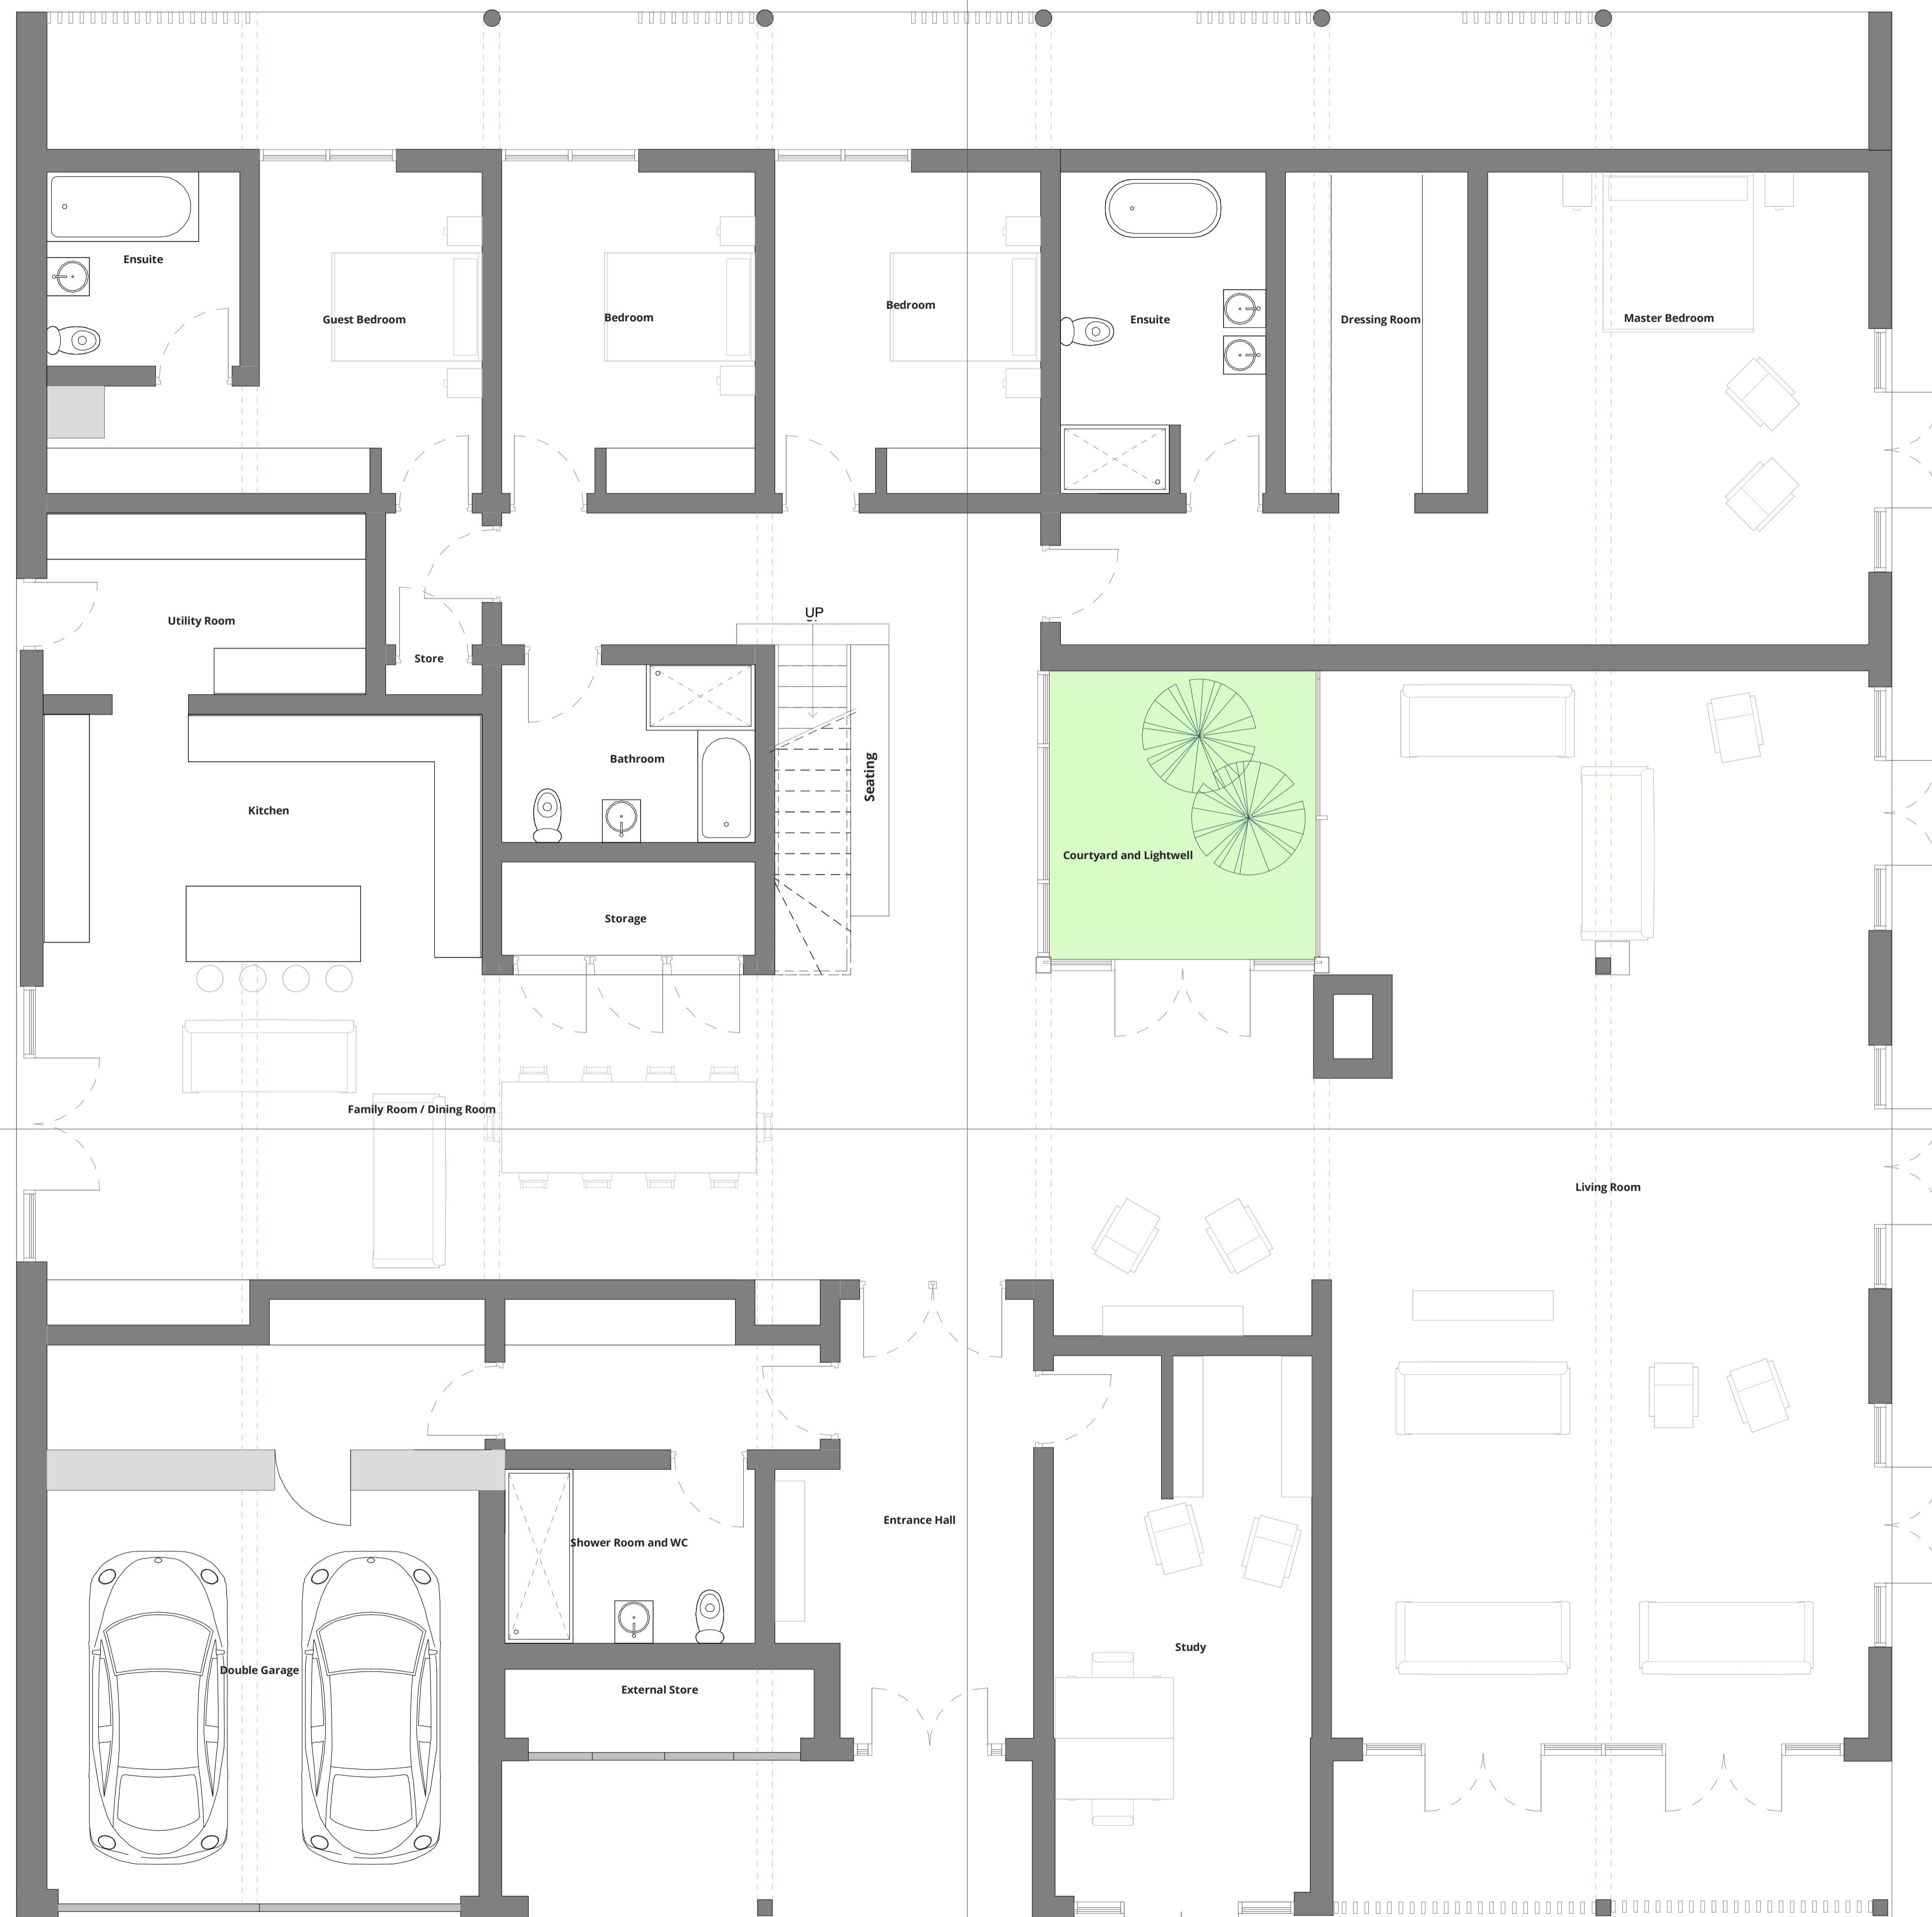 Ensuite
Guest Bedroom
Bedroom
Bedroom
Ensuite
Dressing Room
Master Bedroom
UP
Utility Room
Store
Bathroom
Seating
Kitchen
Courtyard and Lightwell
Storage
Family Room / Dining Room
Living Room
Entrance Hall
Shower Room and WC
Study
Double Garage
External Store